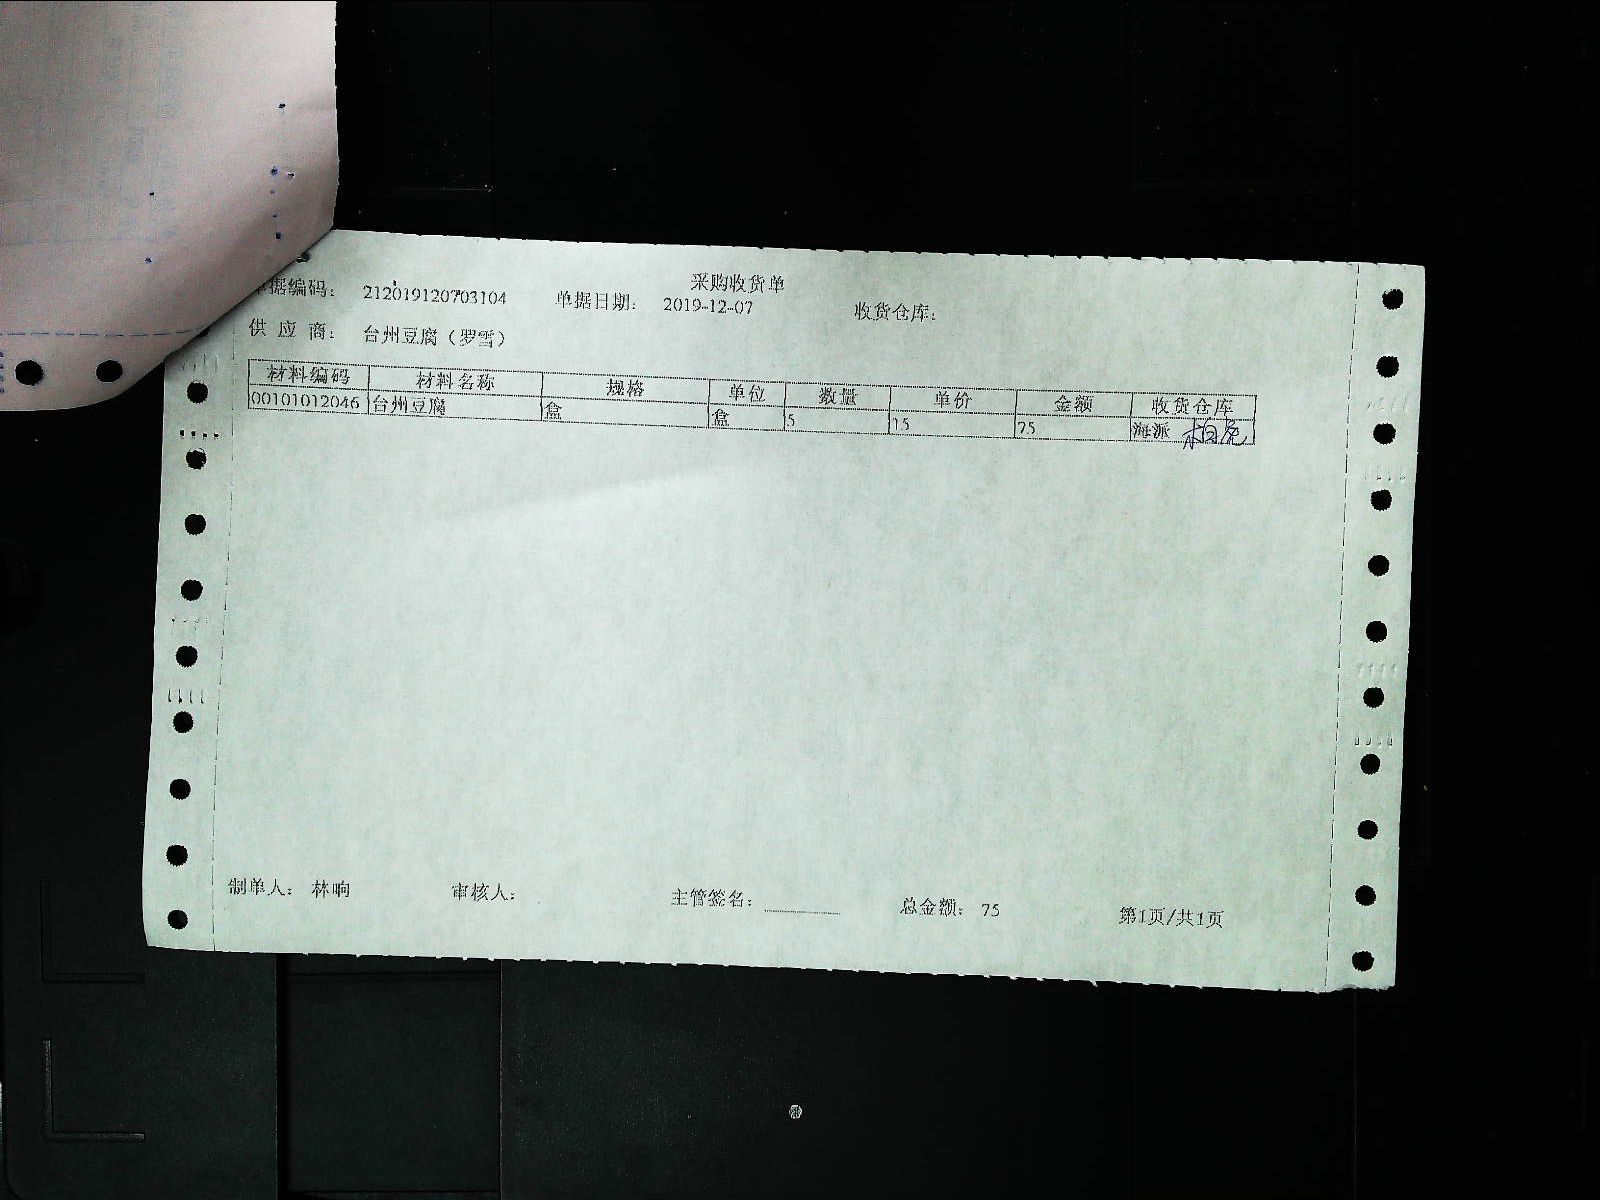 采购收货单
单据编码： 212019120703104 单据日期： 2019-12-07 收货仓库：
供 应 商： 台州豆腐（罗雪）
材料编码 材料名称 规格 单位 数量 单价 金额 收货仓库
00101012046 台州豆腐 盒 盒 5 15 75 海派
制单人： 林响 审核人： 主管签名： 总金额： 75 第1页/共1页